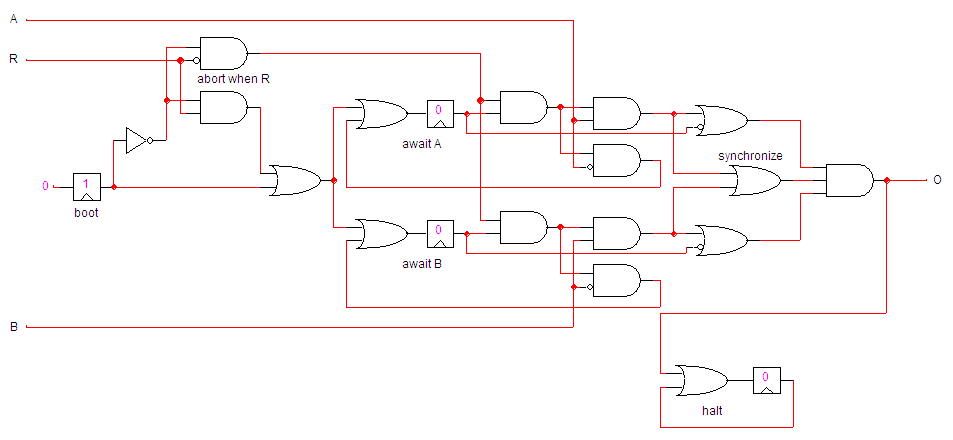 A
R
abort when R
0
await A
synchronize
0
1
boot
O
0
await B
B
0
halt